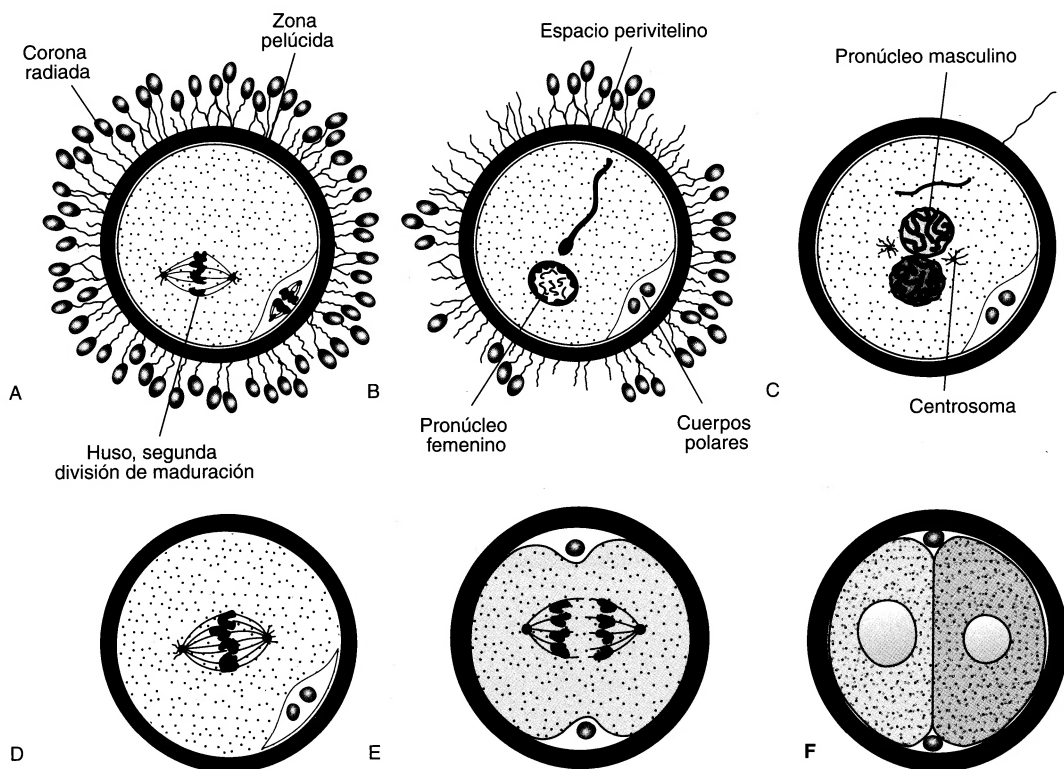 Corona
radiada
Zona
pelúcida
Espacio perivitelino
Pronúcleo masculino
A
Huso, segunda
división de maduración
B
Pronúcleo
femenino
Cuerpos
polares
C
Centrosoma
D
E
F